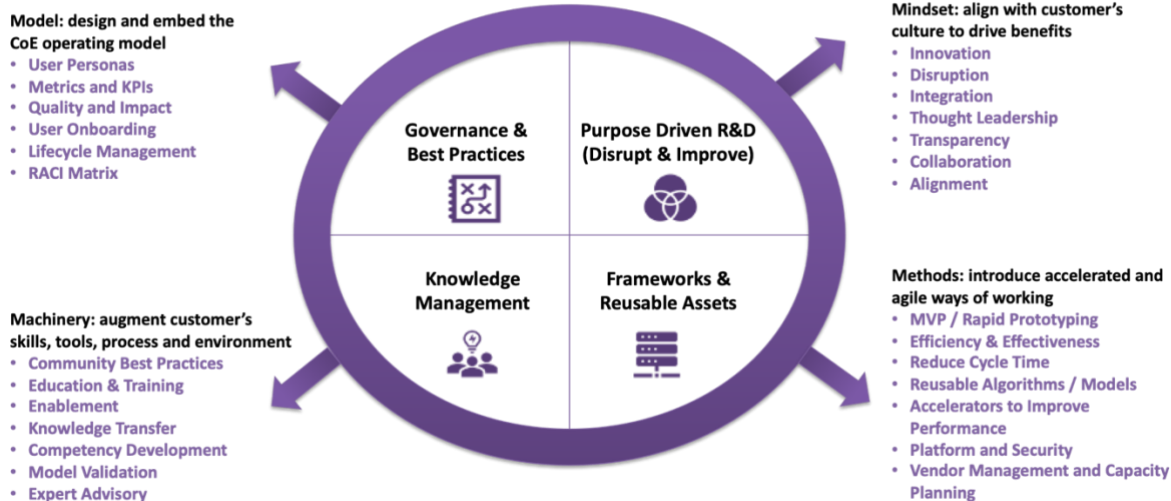 Model: design and embed the
CoE operating model
• User Personas
• Metrics and KPIs
• Quality and Impact
• User Onboarding
• Lifecycle Management
• RACI Matrix
Mindset: align with customer's
culture to drive benefits
• Innovation
• Disruption
• Integration
• Thought Leadership
• Transparency
• Collaboration
• Alignment
Governance &
Best Practices
Purpose Driven R&D
(Disrupt & Improve)
Knowledge
Management
Frameworks &
Reusable Assets
Machinery: augment customer's
skills, tools, process and environment
• Community Best Practices
• Education & Training
• Enablement
• Knowledge Transfer
• Competency Development
• Model Validation
• Expert Advisory
Methods: introduce accelerated and
agile ways of working
• MVP / Rapid Prototyping
• Efficiency & Effectiveness
• Reduce Cycle Time
• Reusable Algorithms / Models
• Accelerators to Improve
Performance
• Platform and Security
• Vendor Management and Capacity
Planning